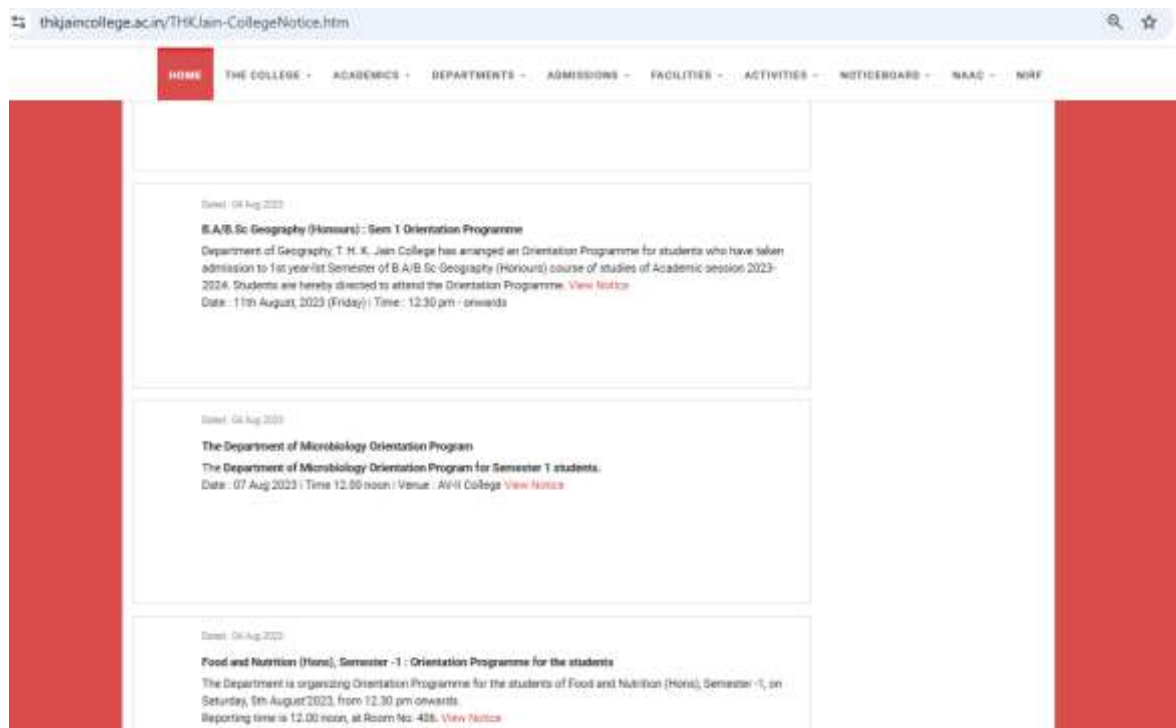 thkjaincollege.ac.in/THKJain-CollegeNotice.htm
HOME THE COLLEGE ACADEMICS DEPARTMENTS ADMISSIONS FACILITIES ACTIVITIES NOTICEBOARD NAAC NIRF
Dated : 04 Aug 2023
B.A/B.Sc Geography (Honours) : Sem 1 Orientation Programme
Department of Geography, T. H. K. Jain College has arranged an Orientation Programme for students who have taken
admission to 1st year-Ist Semester of B.A/B.Sc Geography (Honours) course of studies of Academic session 2023-
2024. Students are hereby directed to attend the Orientation Programme. View Notice
Date : 11th August, 2023 (Friday) | Time : 12.30 pm - onwards
Dated : 04 Aug 2023
The Department of Microbiology Orientation Program
The Department of Microbiology Orientation Program for Semester 1 students.
Date : 07 Aug 2023 | Time 12.00 noon | Venue : AV-II College View Notice
Dated : 04 Aug 2023
Food and Nutrition (Hons), Semester -1 : Orientation Programme for the students
The Department is organizing Orientation Programme for the students of Food and Nutrition (Hons), Semester -1, on
Saturday, 5th August'2023, from 12.30 pm onwards.
Reporting time is 12.00 noon, at Room No. 406. View Notice